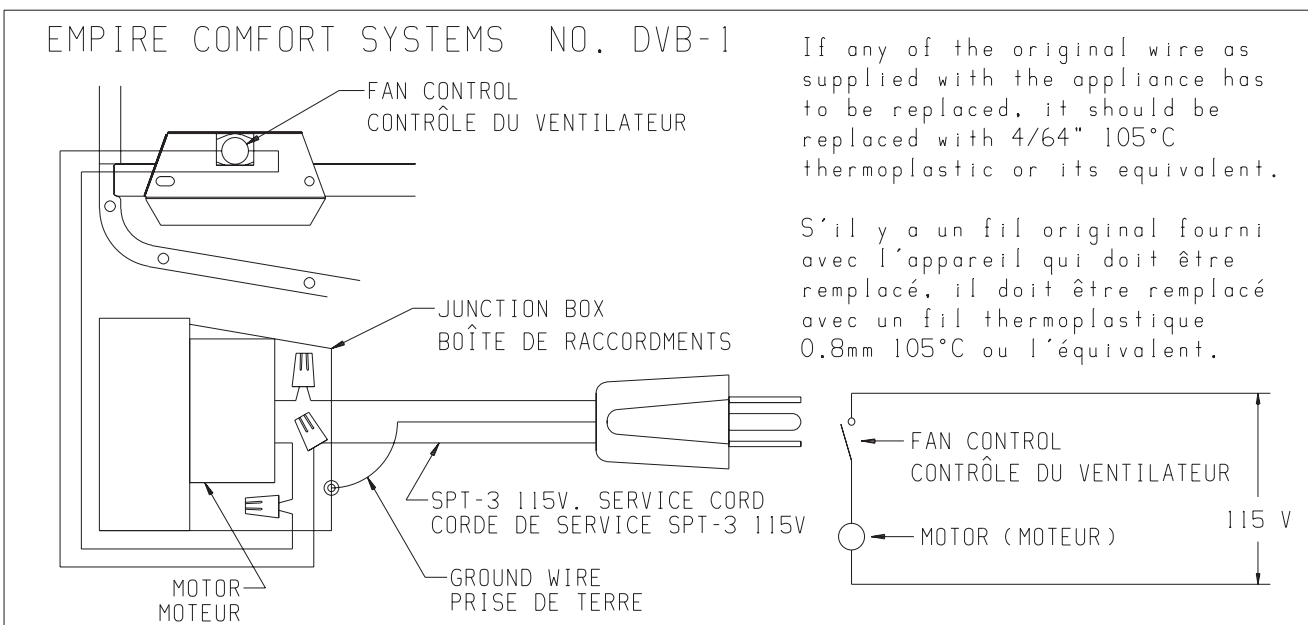 EMPIRE COMFORT SYSTEMS NO. DVB-1
If any of the original wire as
supplied with the appliance has
to be replaced, it should be
replaced with 4/64" 105°C
thermoplastic or its equivalent.
S'il y a un fil original fourni
avec l'appareil qui doit être
remplacé, il doit être remplacé
avec un fil thermoplastique
0.8mm 105°C ou l'équivalent.
FAN CONTROL
CONTRÔLE DU VENTILATEUR
JUNCTION BOX
BOÎTE DE RACCORDMENTS
SPT-3 115V. SERVICE CORD
CORDE DE SERVICE SPT-3 115V
GROUND WIRE
PRISE DE TERRE
MOTOR
MOTEUR
FAN CONTROL
CONTRÔLE DU VENTILATEUR
MOTOR (MOTEUR)
115 V